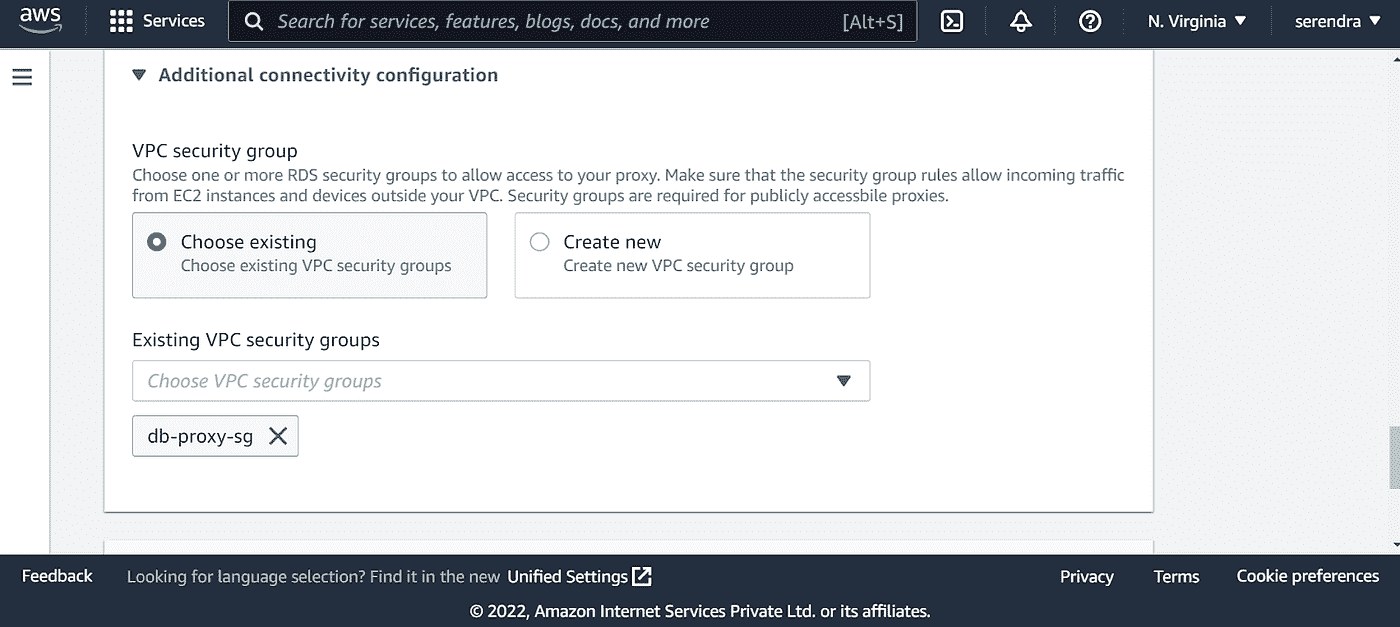 aws Services Search for services, features, blogs, docs, and more [Alt+S] N. Virginia ▼ serendra ▼
▼ Additional connectivity configuration
VPC security group
Choose one or more RDS security groups to allow access to your proxy. Make sure that the security group rules allow incoming traffic
from EC2 instances and devices outside your VPC. Security groups are required for publicly accessbile proxies.
Choose existing
Choose existing VPC security groups
Create new
Create new VPC security group
Existing VPC security groups
Choose VPC security groups
db-proxy-sg
Feedback Looking for language selection? Find it in the new Unified Settings Privacy Terms Cookie preferences
© 2022, Amazon Internet Services Private Ltd. or its affiliates.